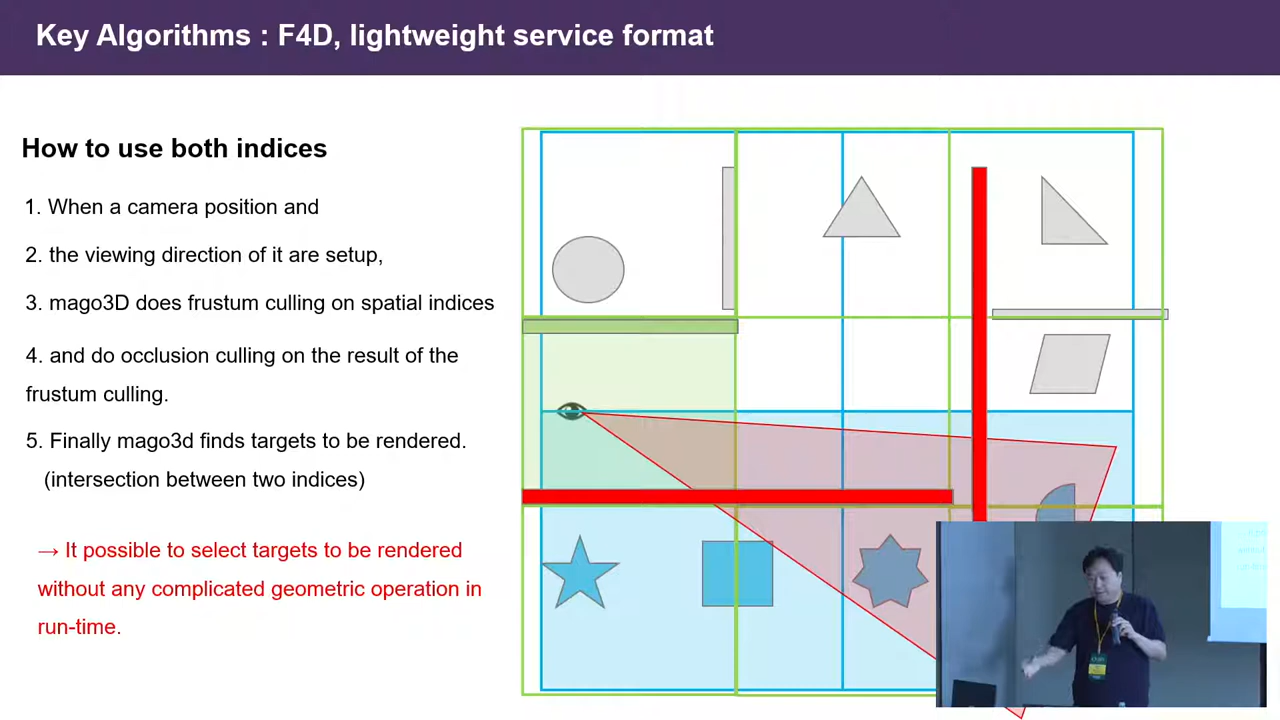 Key Algorithms : F4D, lightweight service format
How to use both indices
1. When a camera position and
2. the viewing direction of it are setup,
3. mago3D does frustum culling on spatial indices
4. and do occlusion culling on the result of the
frustum culling.
5. Finally mago3d finds targets to be rendered.
(intersection between two indices)
→ It possible to select targets to be rendered
without any complicated geometric operation in
run-time.